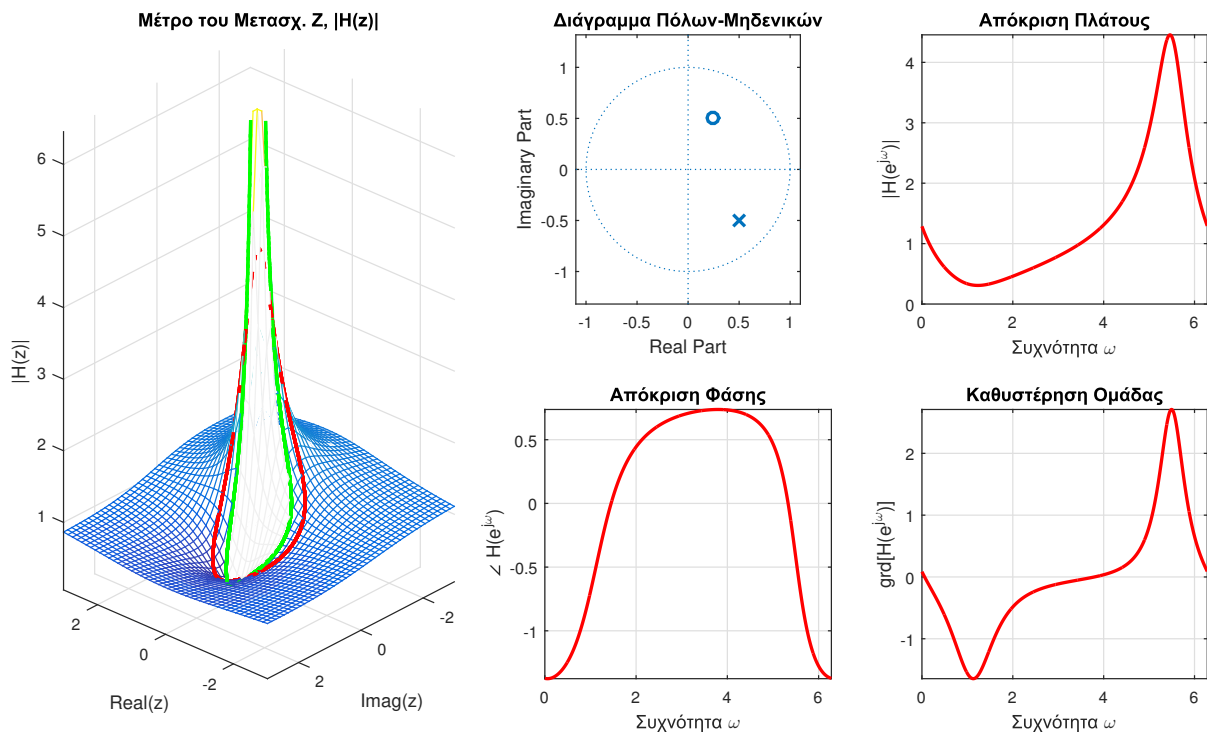 Μέτρο του Μετασχ. Ζ, |H(z)|
6
5
4
3
2
1
|H(z)|
2
0
-2
Real(z)
2
0
-2
Imag(z)
Διάγραμμα Πόλων-Μηδενικών
1
0.5
0
-0.5
-1
Imaginary Part
-1 -0.5 0 0.5 1
Real Part
Απόκριση Πλάτους
4
3
2
1
0
|H(e^{jω})|
0 2 4 6
Συχνότητα ω
Απόκριση Φάσης
0.5
0
-0.5
-1
∠ H(e^{jω})
0 2 4 6
Συχνότητα ω
Καθυστέρηση Ομάδας
2
1
0
-1
grd[H(e^{jω})]
0 2 4 6
Συχνότητα ω